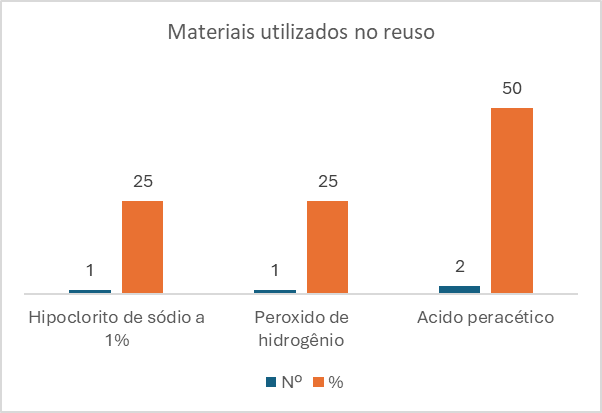 Materiais utilizados no reuso
50
25
25
1
1
2
Hipoclorito de sódio a
1%
Peroxido de
hidrogênio
Acido peracético
Nº
%